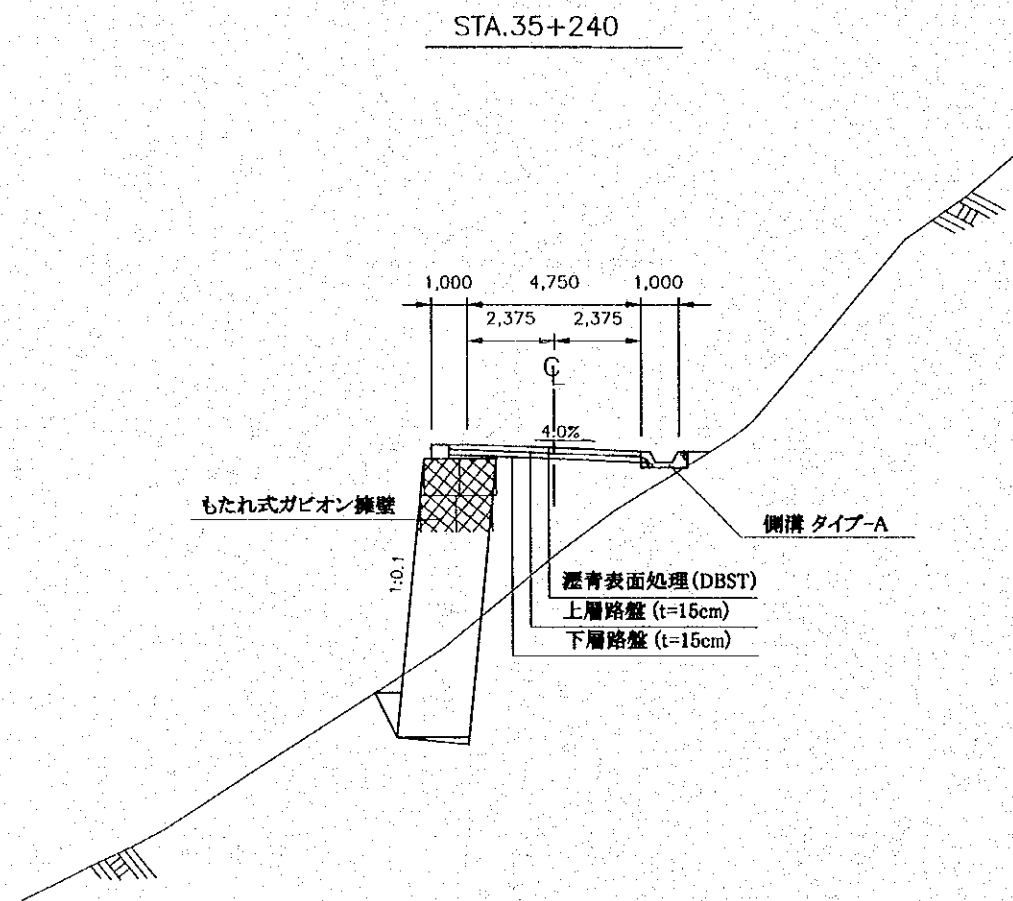 STA.35+240
1,000 4,750 1,000
2,375 2,375
℄
4.0%
もたれ式ガビオン擁壁
側溝 タイプ-A
1:0.1
瀝青表面処理(DBST)
上層路盤 (t=15cm)
下層路盤 (t=15cm)